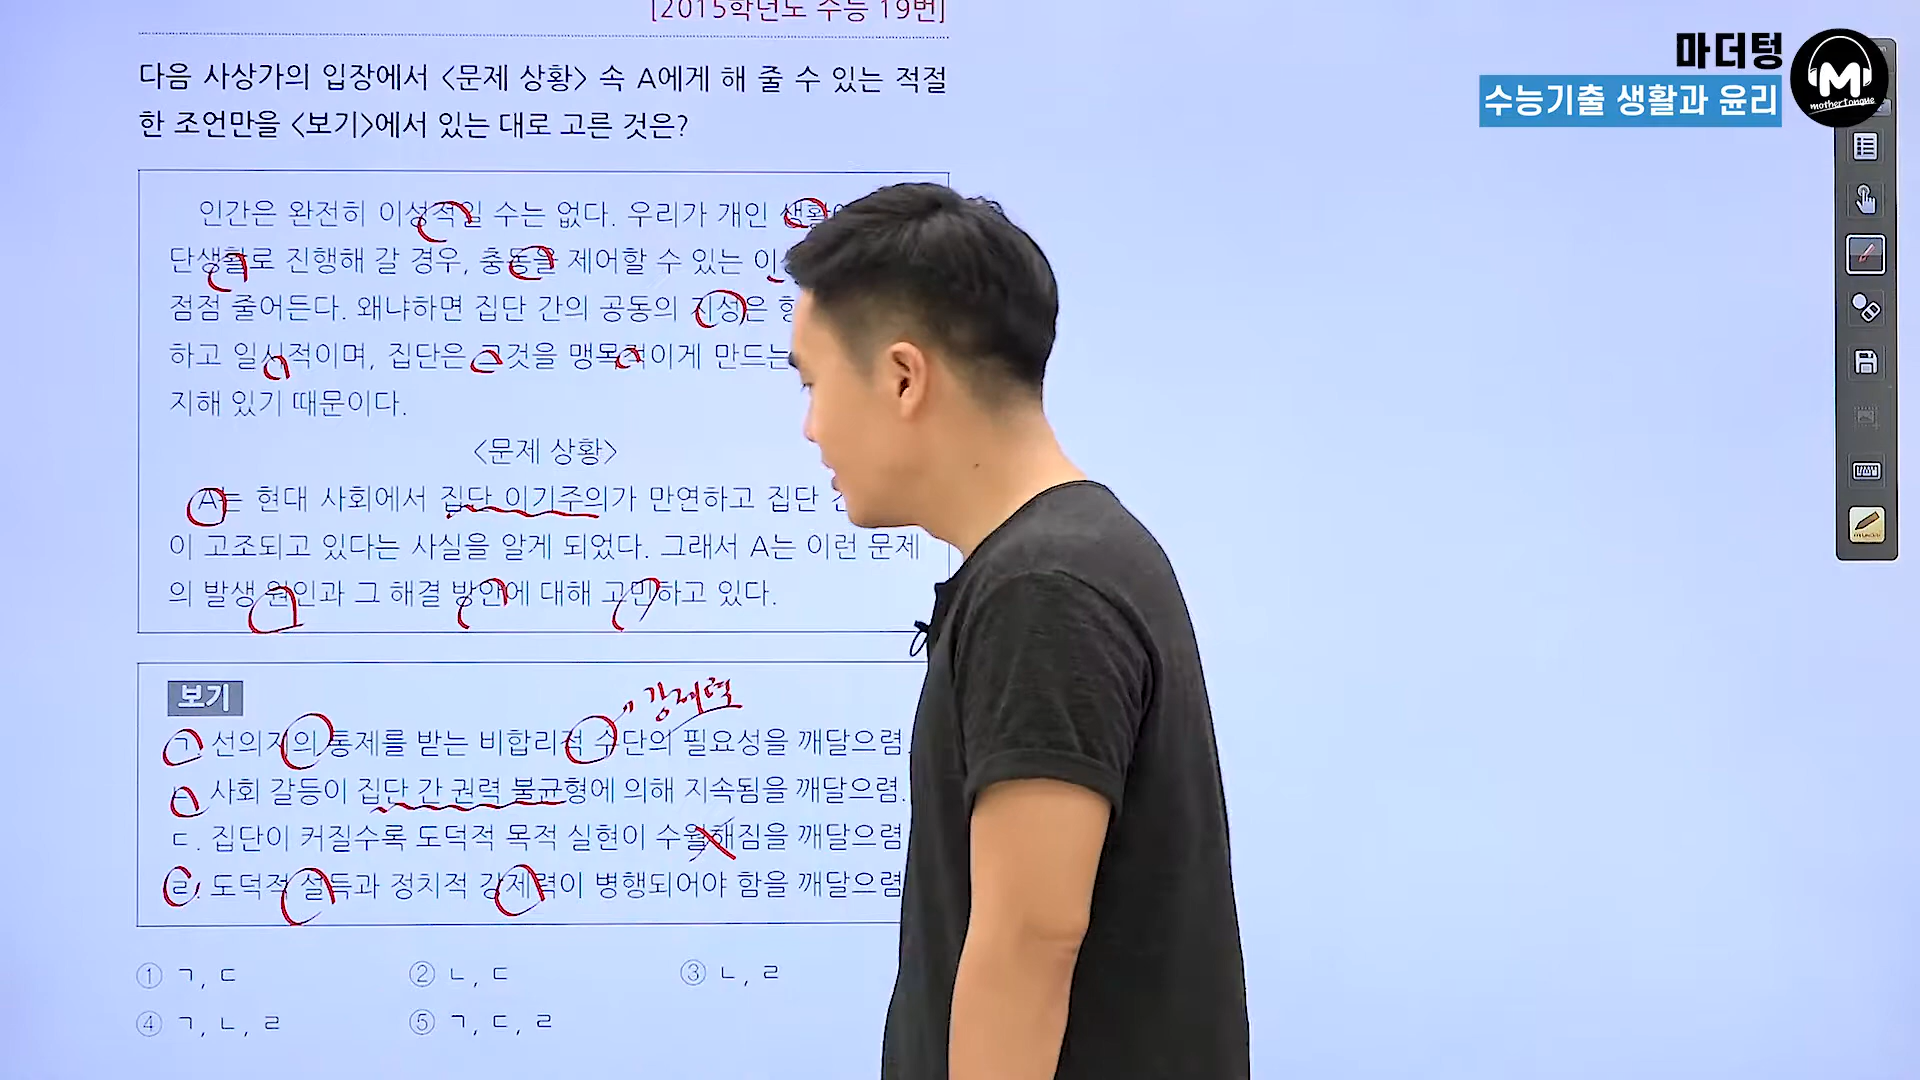 [2015학년도 수능 19번]
마더텅
수능기출 생활과 윤리
mothertongue
다음 사상가의 입장에서 <문제 상황> 속 A에게 해 줄 수 있는 적절
한 조언만을 <보기>에서 있는 대로 고른 것은?
인간은 완전히 이성적일 수는 없다. 우리가 개인 생활에
단생활로 진행해 갈 경우, 충동을 제어할 수 있는
점점 줄어든다. 왜냐하면 집단 간의 공동의 지성은
하고 일시적이며, 집단은 그것을 맹목적이게 만드는
지해 있기 때문이다.
<문제 상황>
A는 현대 사회에서 집단 이기주의가 만연하고 집단
이 고조되고 있다는 사실을 알게 되었다. 그래서 A는 이런 문제
의 발생 원인과 그 해결 방안에 대해 고민하고 있다.
보기
"강제력
ㄱ. 선의지의 통제를 받는 비합리적 수단의 필요성을 깨달으렴.
ㄴ. 사회 갈등이 집단 간 권력 불균형에 의해 지속됨을 깨달으렴.
ㄷ. 집단이 커질수록 도덕적 목적 실현이 수월해짐을 깨달으렴
ㄹ. 도덕적 설득과 정치적 강제력이 병행되어야 함을 깨달으렴
① ㄱ, ㄷ ② ㄴ, ㄷ ③ ㄴ, ㄹ
④ ㄱ, ㄴ, ㄹ ⑤ ㄱ, ㄷ, ㄹ